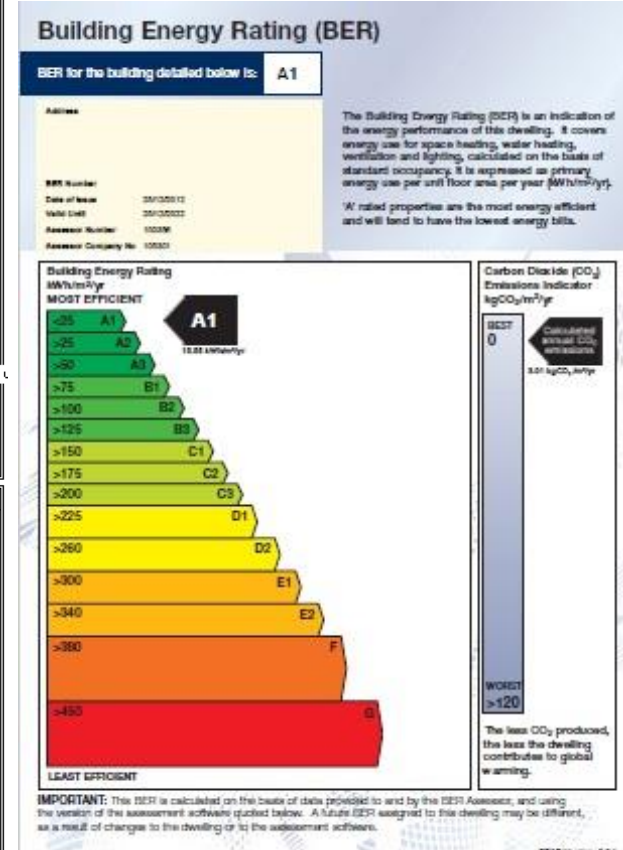 Building Energy Rating (BER)
BER for the building detailed below is: A1
Address
BER Number
Date of Issue
Valid Until
Assessor Number
Assessor Company No
The Building Energy Rating (BER) is an indication of
the energy performance of this dwelling. It covers
energy use for space heating, water heating,
ventilation and lighting, calculated on the basis of
standard occupancy. It is expressed as primary
energy use per unit floor area per year (kWh/m²/yr).
'A' rated properties are the most energy efficient
and will tend to have the lowest energy bills.
Building Energy Rating
kWh/m²/yr
MOST EFFICIENT
<25 A1
>25 A2
>50 A3
>75 B1
>100 B2
>125 B3
>150 C1
>175 C2
>200 C3
>225 D1
>260 D2
>300 E1
>340 E2
>380 F
>450 G
LEAST EFFICIENT
A1
kWh/m²/yr
Carbon Dioxide (CO₂)
Emissions Indicator
kgCO₂/m²/yr
BEST
0
Calculated
annual CO₂
emissions
kgCO₂/m²/yr
WORST
>120
The less CO₂ produced,
the less the dwelling
contributes to global
warming.
IMPORTANT: This BER is calculated on the basis of data provided to and by the BER Assessor, and using
the version of the assessment software quoted below. A future BER assigned to this dwelling may be different,
as a result of changes to the dwelling or to the assessment software.